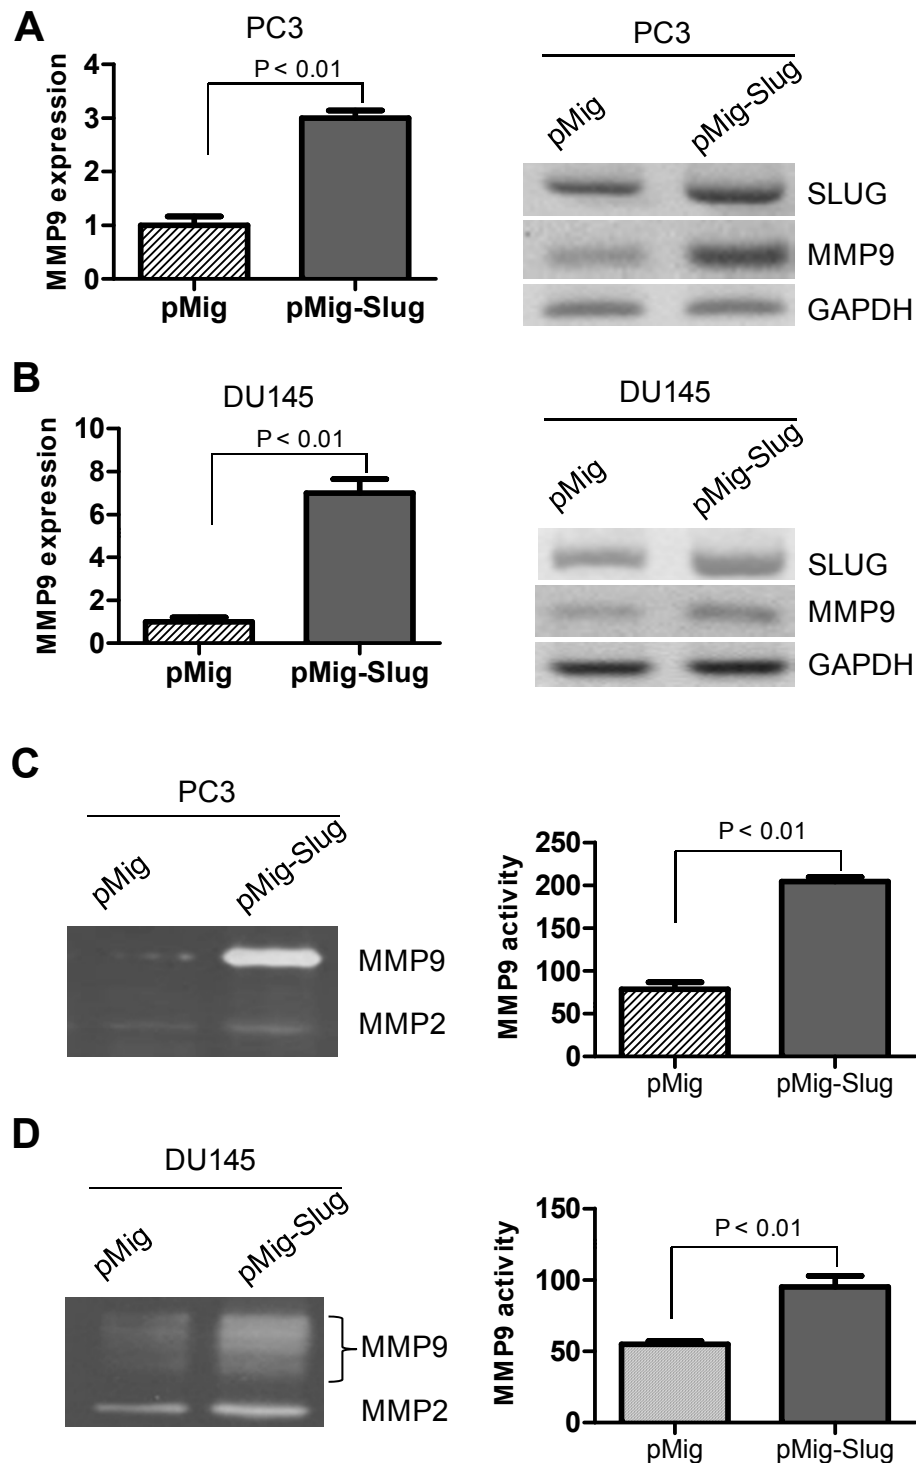 A
PC3
MMP9 expression
4
3
2
1
0
P < 0.01
pMig
pMig-Slug
PC3
pMig
pMig-Slug
SLUG
MMP9
GAPDH
B
DU145
MMP9 expression
10
8
6
4
2
0
P < 0.01
pMig
pMig-Slug
DU145
pMig
pMig-Slug
SLUG
MMP9
GAPDH
C
PC3
pMig
pMig-Slug
MMP9
MMP2
MMP9 activity
250
200
150
100
50
0
P < 0.01
pMig
pMig-Slug
D
DU145
pMig
pMig-Slug
MMP9
MMP2
MMP9 activity
150
100
50
0
P < 0.01
pMig
pMig-Slug